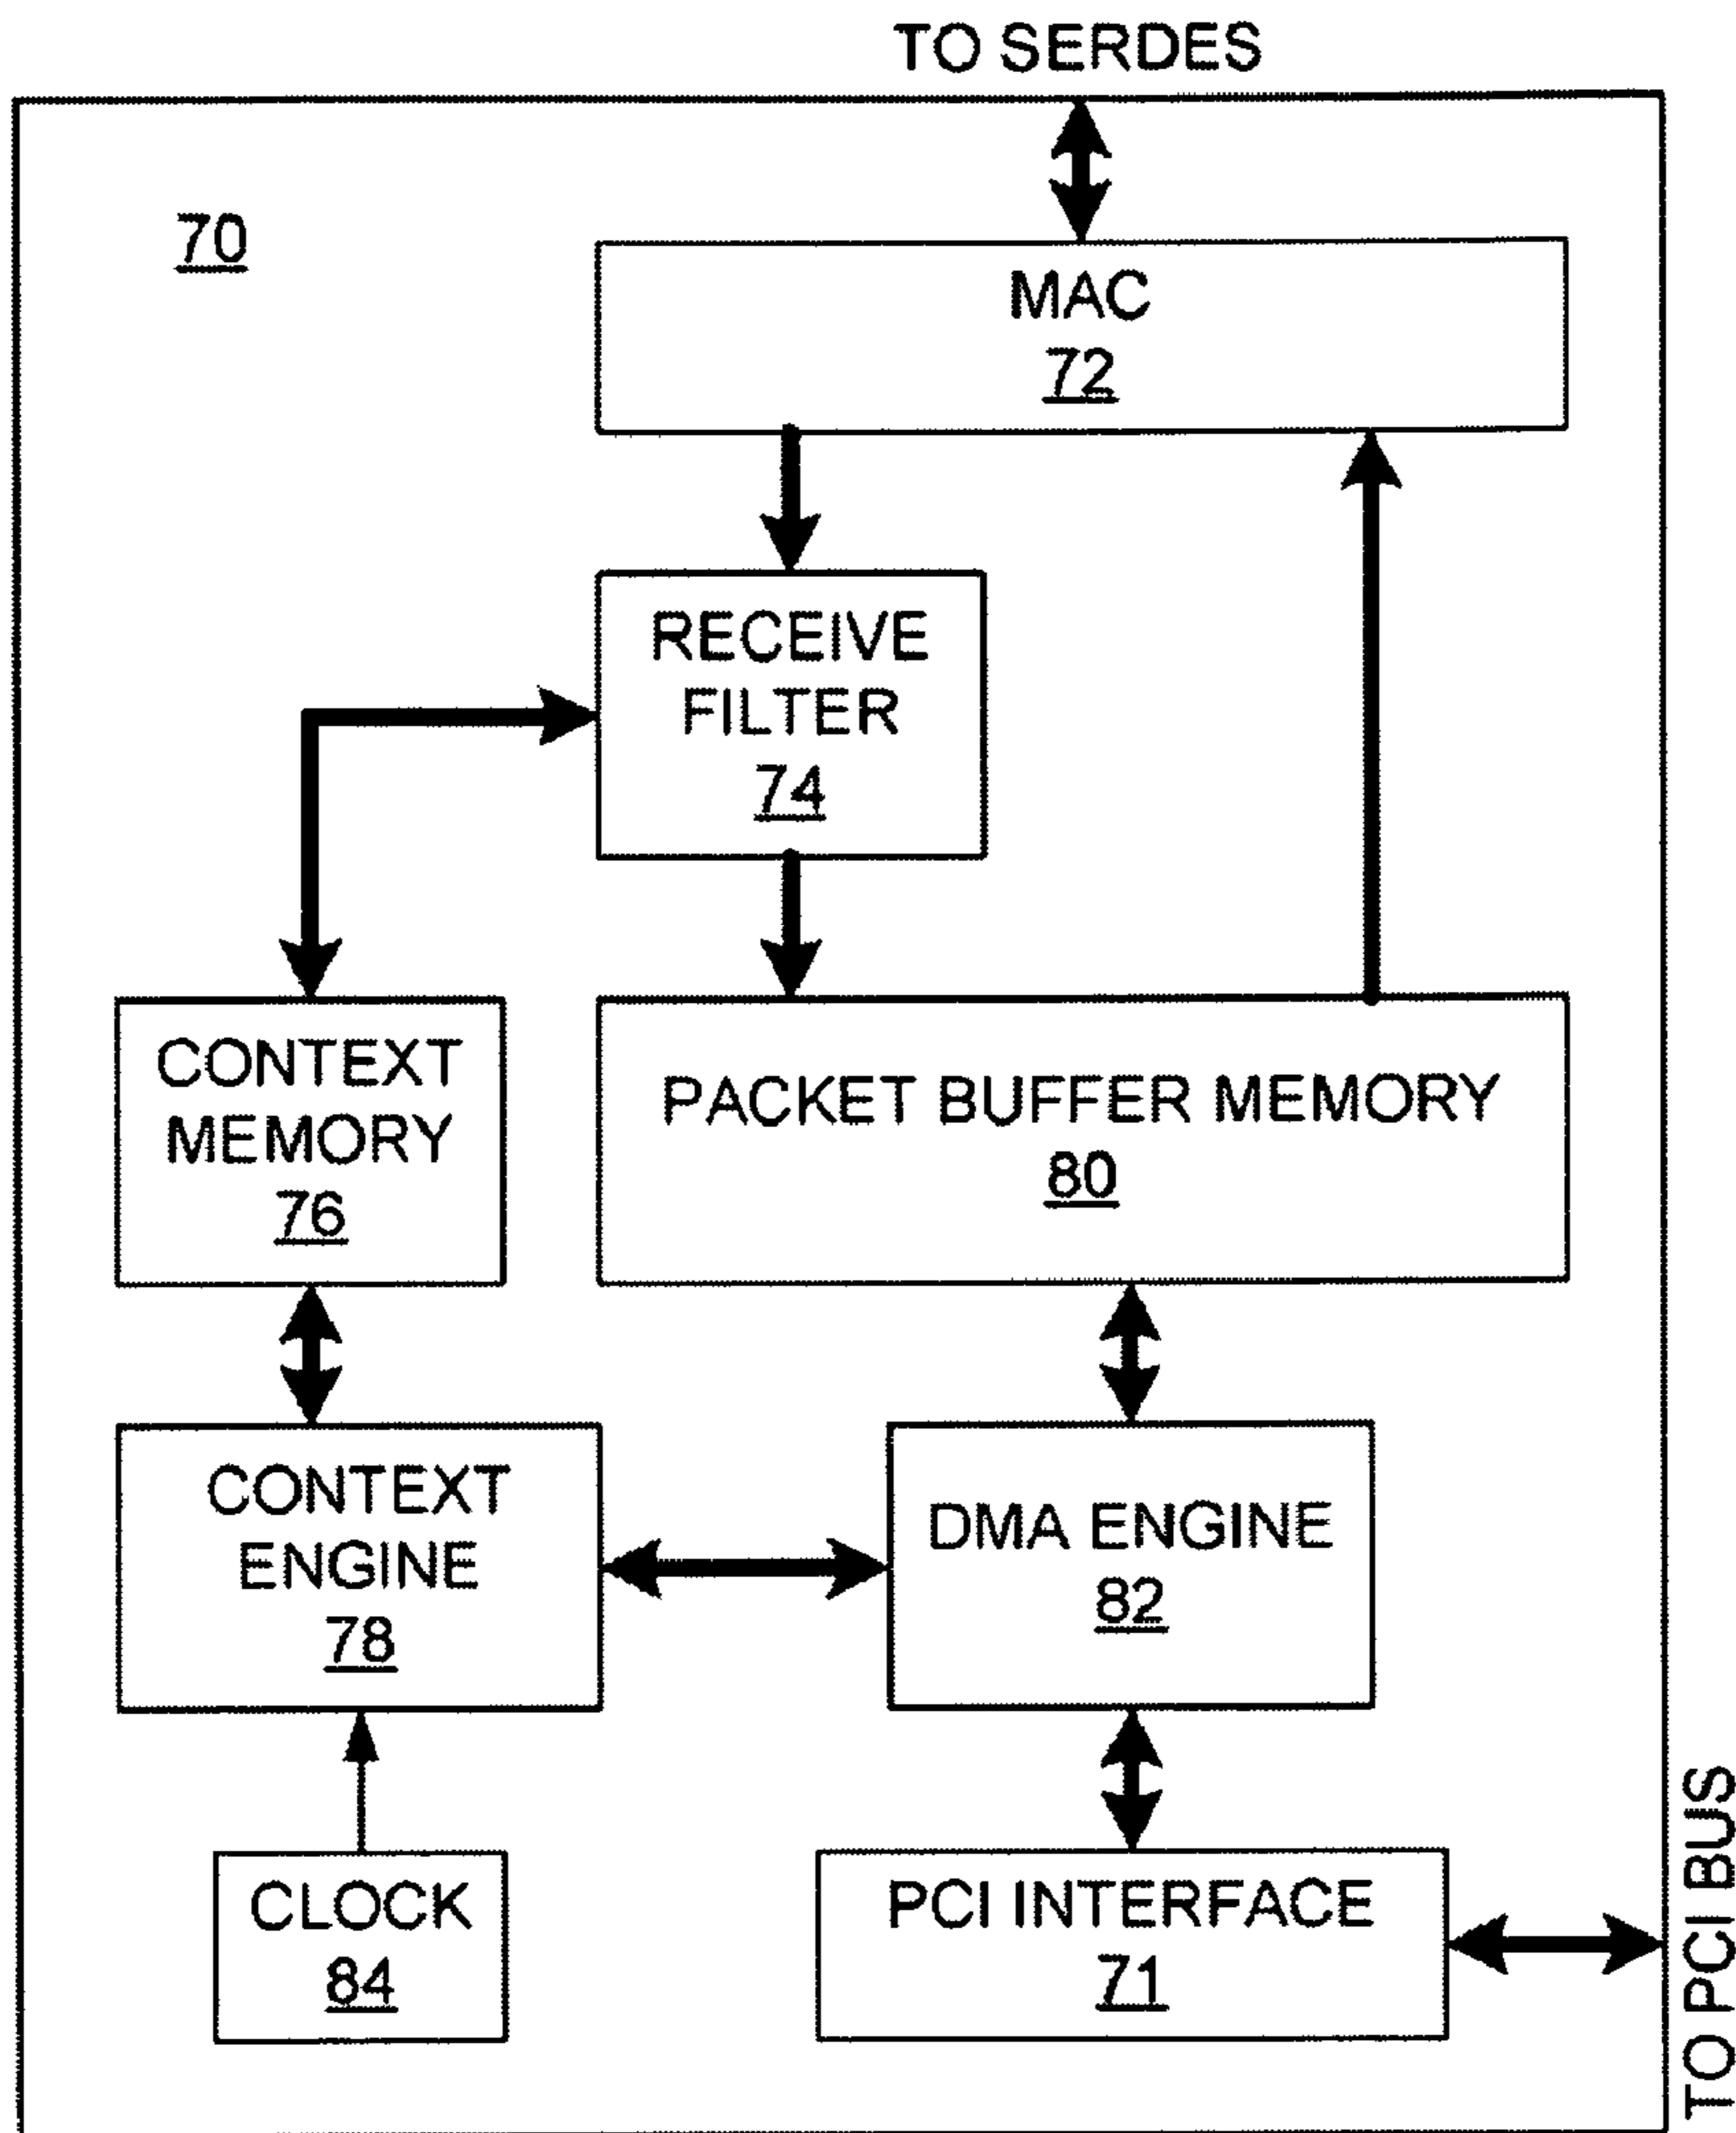 TO SERDES
70
MAC
72
RECEIVE
FILTER
74
CONTEXT
MEMORY
76
PACKET BUFFER MEMORY
80
CONTEXT
ENGINE
78
DMA ENGINE
82
CLOCK
84
PCI INTERFACE
71
TO PCI BUS